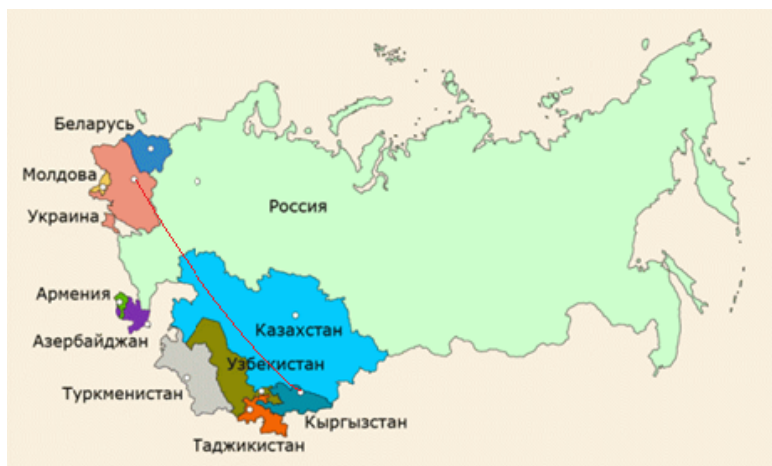 Беларусь
Молдова
Украина
Россия
Армения
Азербайджан
Казахстан
Узбекистан
Туркменистан
Кыргызстан
Таджикистан